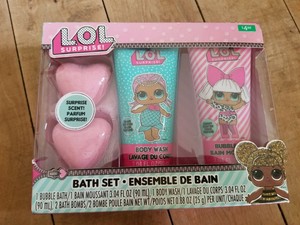 L.O.L.
SURPRISE!
SURPRISE
SCENT!
PARFUM
SURPRISE!
BODY WASH
LAVAGE DU CORPS
BATH SET • ENSEMBLE DE BAIN
1 BUBBLE BATH/1 BAIN MOUSSANT 3.04 FL OZ (90 mL), 1 BODY WASH/1 LAVAGE DU CORPS 3.04 FL OZ
(90 mL), 2 BATH BOMBS/2 BOMBE POUR BAIN NET WT/POIDS NET 0.88 OZ (25 g) PER UNIT/CHAQUE